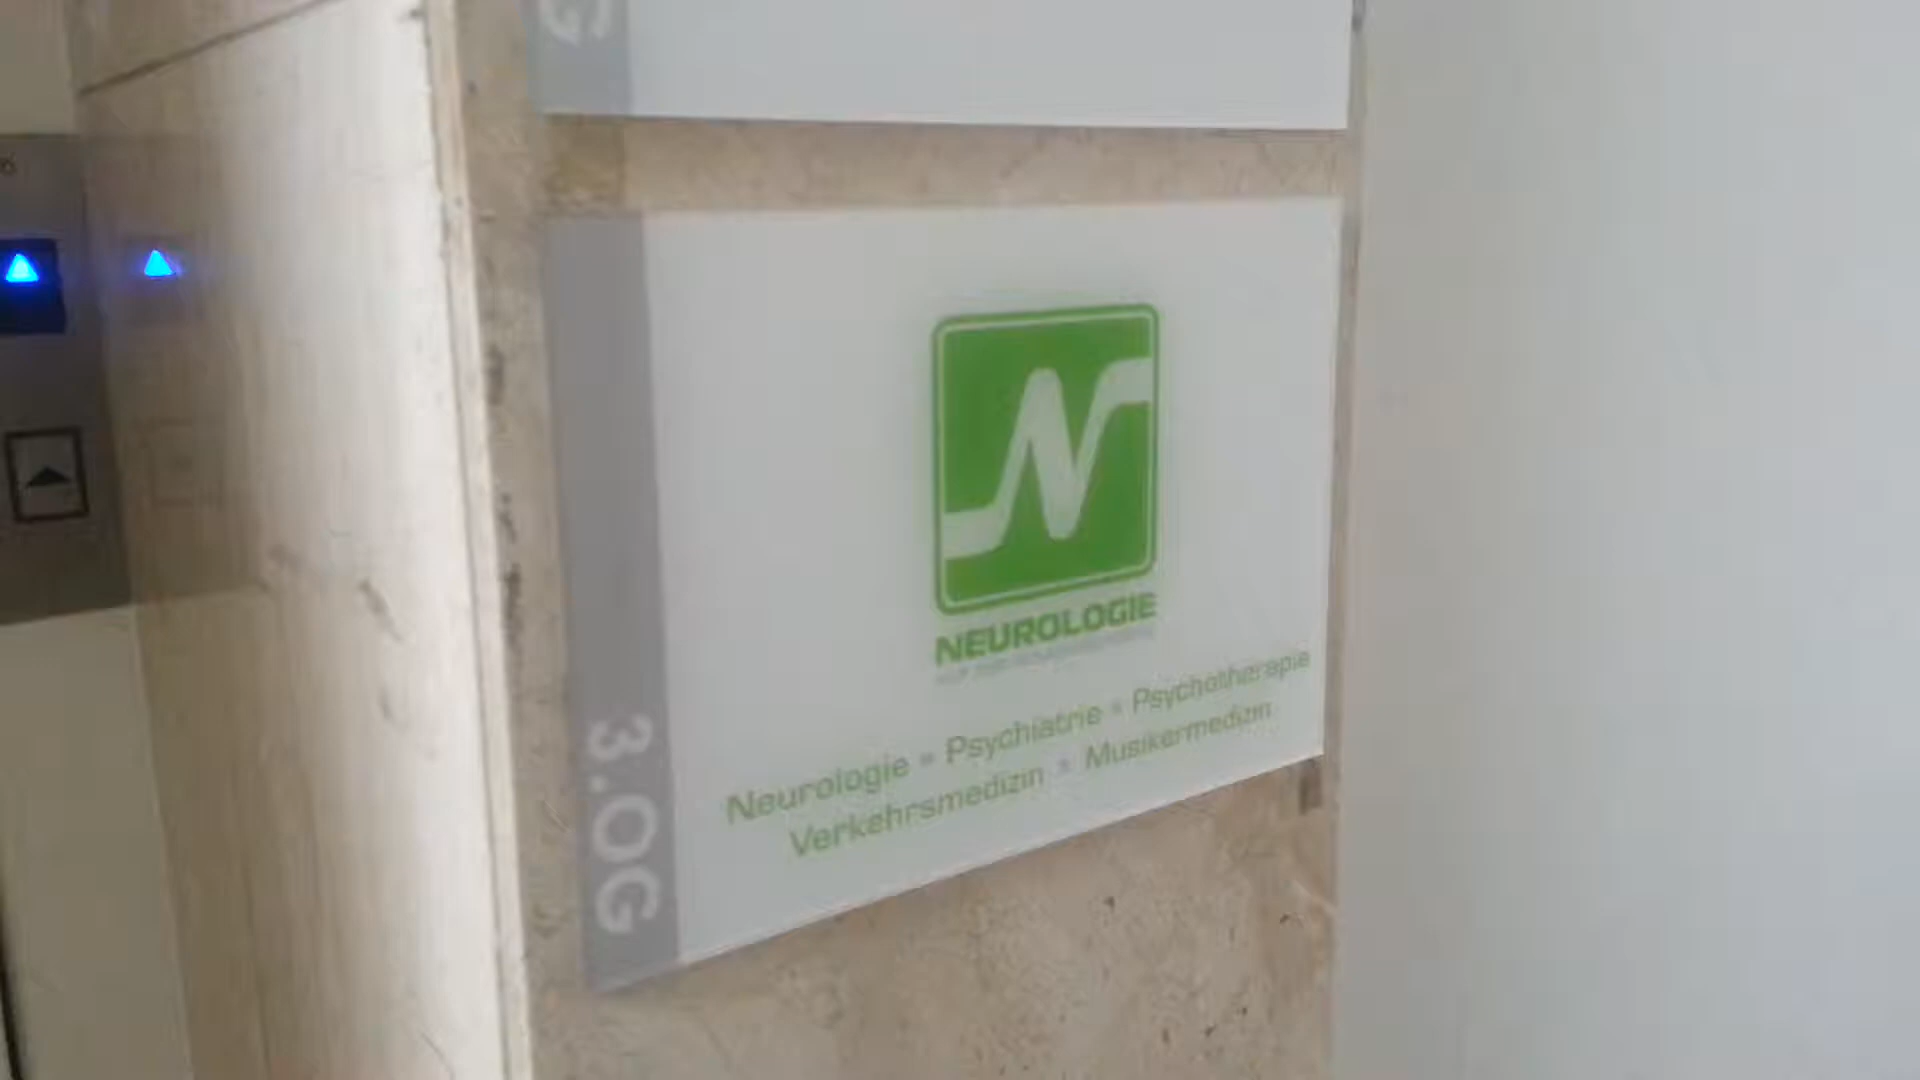 G
NEUROLOGIE
Neurologie • Psychiatrie • Psychotherapie
Verkehrsmedizin • Musikermedizin
3.OG